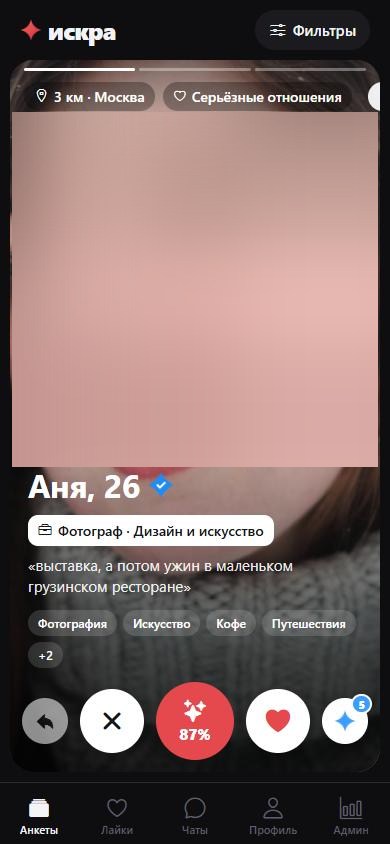 искра
Фильтры
3 км · Москва
Серьёзные отношения
Аня, 26
Фотограф · Дизайн и искусство
«выставка, а потом ужин в маленьком
грузинском ресторане»
Фотография
Искусство
Кофе
Путешествия
+2
87%
5
Анкеты
Лайки
Чаты
Профиль
Админ